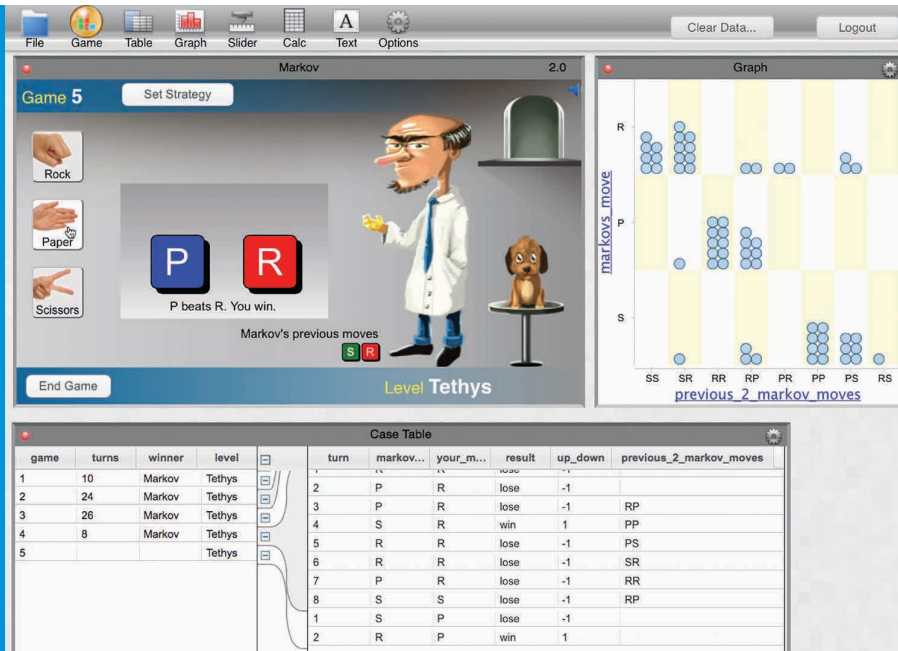 File Game Table Graph Slider Calc Text Options Clear Data... Logout
Markov 2.0
Game 5 Set Strategy
Rock
Paper
Scissors
P R
P beats R. You win.
Markov's previous moves
S R
End Game
Level Tethys
Graph
markovs_move
R
P
S
SS SR RR RP PR PP PS RS
previous_2_markov_moves
Case Table
game turns winner level
1 10 Markov Tethys
2 24 Markov Tethys
3 26 Markov Tethys
4 8 Markov Tethys
5 Tethys
turn markov... your_m... result up_down previous_2_markov_moves
2 P R lose -1
3 P R lose -1 RP
4 S R win 1 PP
5 R R lose -1 PS
6 R R lose -1 SR
7 P R lose -1 RR
8 S S lose -1 RP
1 S P lose -1
2 R P win 1